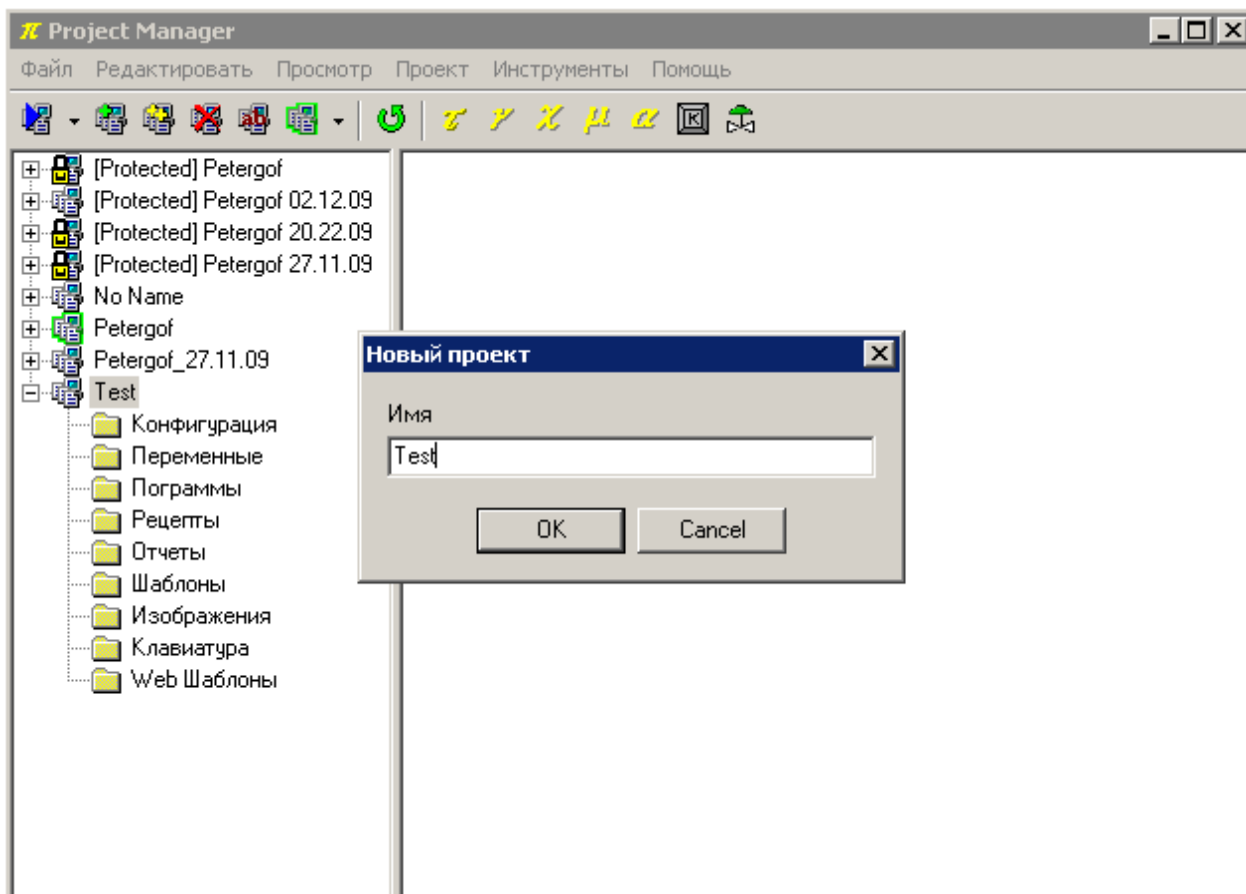 π Project Manager
Файл Редактировать Просмотр Проект Инструменты Помощь
ab τ γ χ μ α K
[Protected] Petergof
[Protected] Petergof 02.12.09
[Protected] Petergof 20.22.09
[Protected] Petergof 27.11.09
No Name
Petergof
Petergof_27.11.09
Test
Конфигурация
Переменные
Пограммы
Рецепты
Отчеты
Шаблоны
Изображения
Клавиатура
Web Шаблоны
Новый проект
Имя
Test
OK Cancel